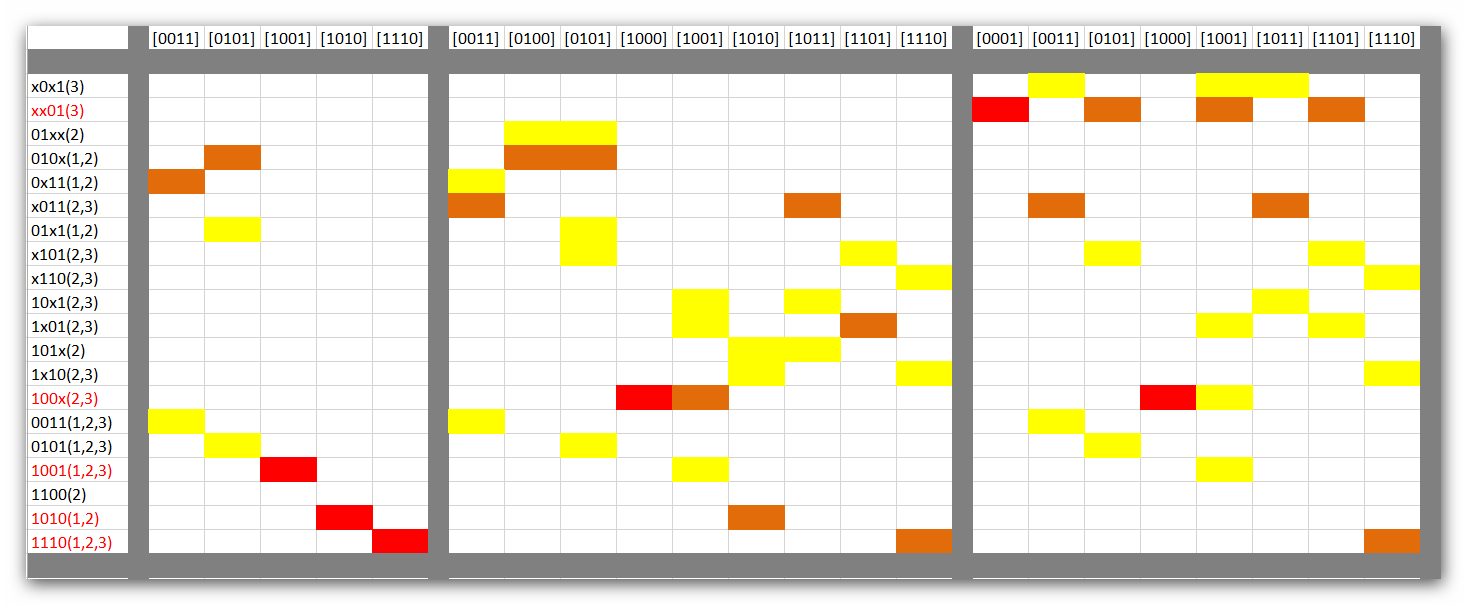 [0011] [0101] [1001] [1010] [1110] [0011] [0100] [0101] [1000] [1001] [1010] [1011] [1101] [1110] [0001] [0011] [0101] [1000] [1001] [1011] [1101] [1110]
x0x1(3)
xx01(3)
01xx(2)
010x(1,2)
0x11(1,2)
x011(2,3)
01x1(1,2)
x101(2,3)
x110(2,3)
10x1(2,3)
1x01(2,3)
101x(2)
1x10(2,3)
100x(2,3)
0011(1,2,3)
0101(1,2,3)
1001(1,2,3)
1100(2)
1010(1,2)
1110(1,2,3)